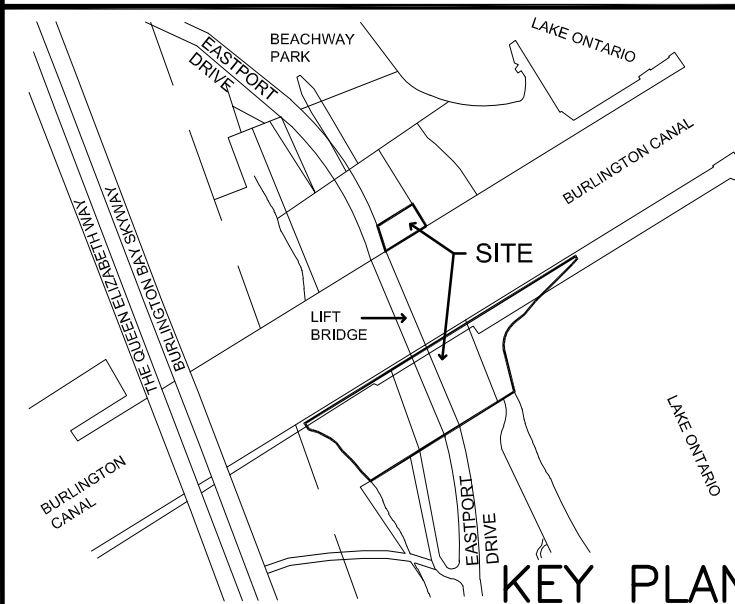 LAKE ONTARIO
BEACHWAY
PARK
EASTPORT
DRIVE
BURLINGTON CANAL
THE QUEEN ELIZABETH WAY
BURLINGTON BAY SKYWAY
SITE
LIFT
BRIDGE
LAKE ONTARIO
BURLINGTON
CANAL
EASTPORT
DRIVE
KEY PLAN